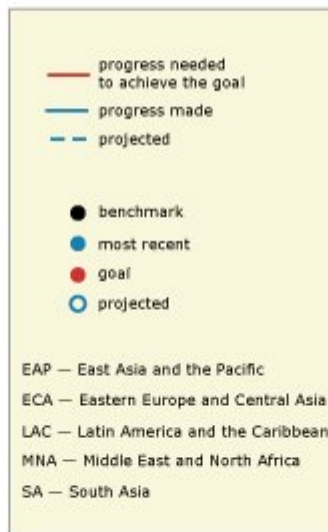 progress needed
to achieve the goal
progress made
projected
benchmark
most recent
goal
projected
EAP — East Asia and the Pacific
ECA — Eastern Europe and Central Asia
LAC — Latin America and the Caribbean
MNA — Middle East and North Africa
SA — South Asia